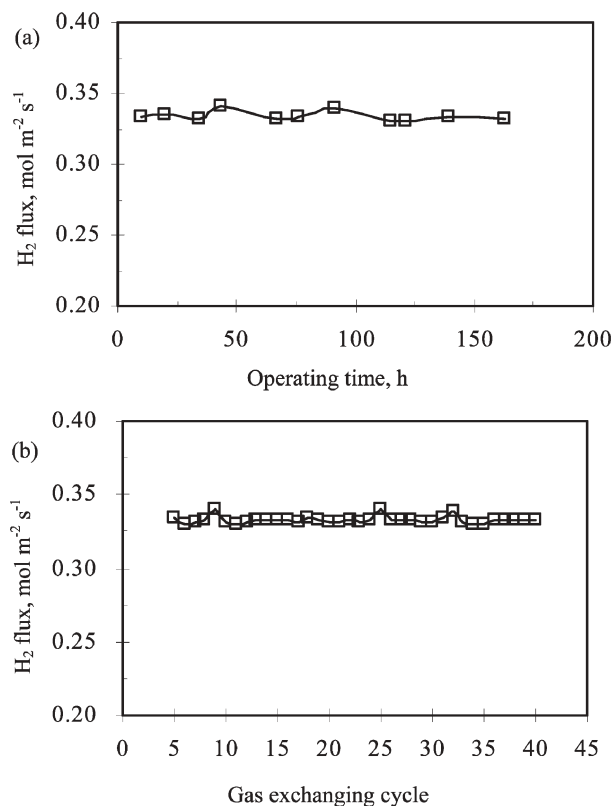 (a)
0.40
0.35
0.30
0.25
0.20
H₂ flux, mol m⁻² s⁻¹
0 50 100 150 200
Operating time, h
(b)
0.40
0.35
0.30
0.25
0.20
H₂ flux, mol m⁻² s⁻¹
0 5 10 15 20 25 30 35 40 45
Gas exchanging cycle